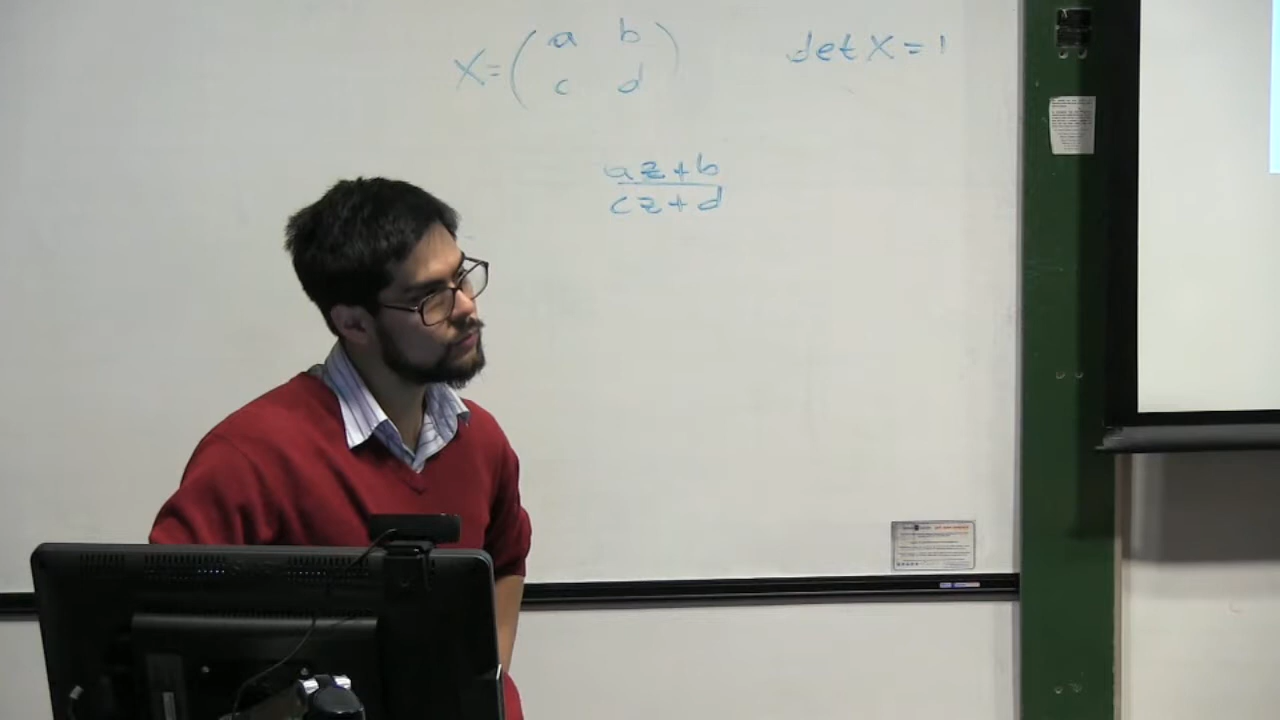 X = ( a b det X = 1
c d )
az+b
cz+d